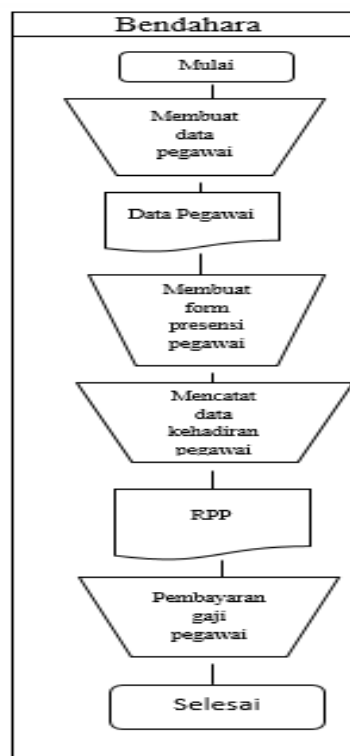 Bendahara
Mulai
Membuat
data
pegawai
Data Pegawai
Membuat
form
presensi
pegawai
Mencatat
data
kehadiran
pegawai
RPP
Pembayaran
gaji
pegawai
Selesai